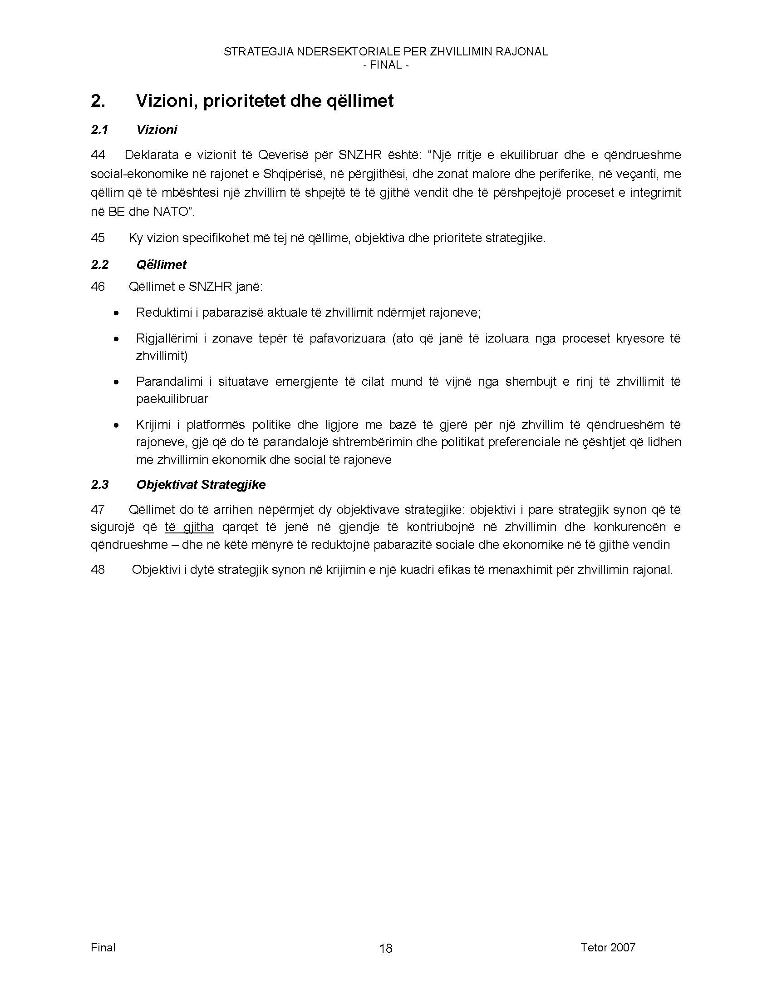 STRATEGJIA NDERSEKTORIALE PER ZHVILLIMIN RAJONAL
- FINAL -
2. Vizioni, prioritetet dhe qëllimet
2.1 Vizioni
44 Deklarata e vizionit të Qeverisë për SNZHR është: “Një rritje e ekuilibruar dhe e qëndrueshme
social-ekonomike në rajonet e Shqipërisë, në përgjithësi, dhe zonat malore dhe periferike, në veçanti, me
qëllim që të mbështesi një zhvillim të shpejtë të të gjithë vendit dhe të përshpejtojë proceset e integrimit
në BE dhe NATO”.
45 Ky vizion specifikohet më tej në qëllime, objektiva dhe prioritete strategjike.
2.2 Qëllimet
46 Qëllimet e SNZHR janë:
• Reduktimi i pabarazisë aktuale të zhvillimit ndërmjet rajoneve;
• Rigjallërimi i zonave tepër të pafavorizuara (ato që janë të izoluara nga proceset kryesore të
zhvillimit)
• Parandalimi i situatave emergjente të cilat mund të vijnë nga shembujt e rinj të zhvillimit të
paekuilibruar
• Krijimi i platformës politike dhe ligjore me bazë të gjerë për një zhvillim të qëndrueshëm të
rajoneve, gjë që do të parandalojë shtrembërimin dhe politikat preferenciale në çështjet që lidhen
me zhvillimin ekonomik dhe social të rajoneve
2.3 Objektivat Strategjike
47 Qëllimet do të arrihen nëpërmjet dy objektivave strategjike: objektivi i pare strategjik synon që të
sigurojë që të gjitha qarqet të jenë në gjendje të kontriubojnë në zhvillimin dhe konkurencën e
qëndrueshme – dhe në këtë mënyrë të reduktojnë pabarazitë sociale dhe ekonomike në të gjithë vendin
48 Objektivi i dytë strategjik synon në krijimin e një kuadri efikas të menaxhimit për zhvillimin rajonal.
Final 18 Tetor 2007